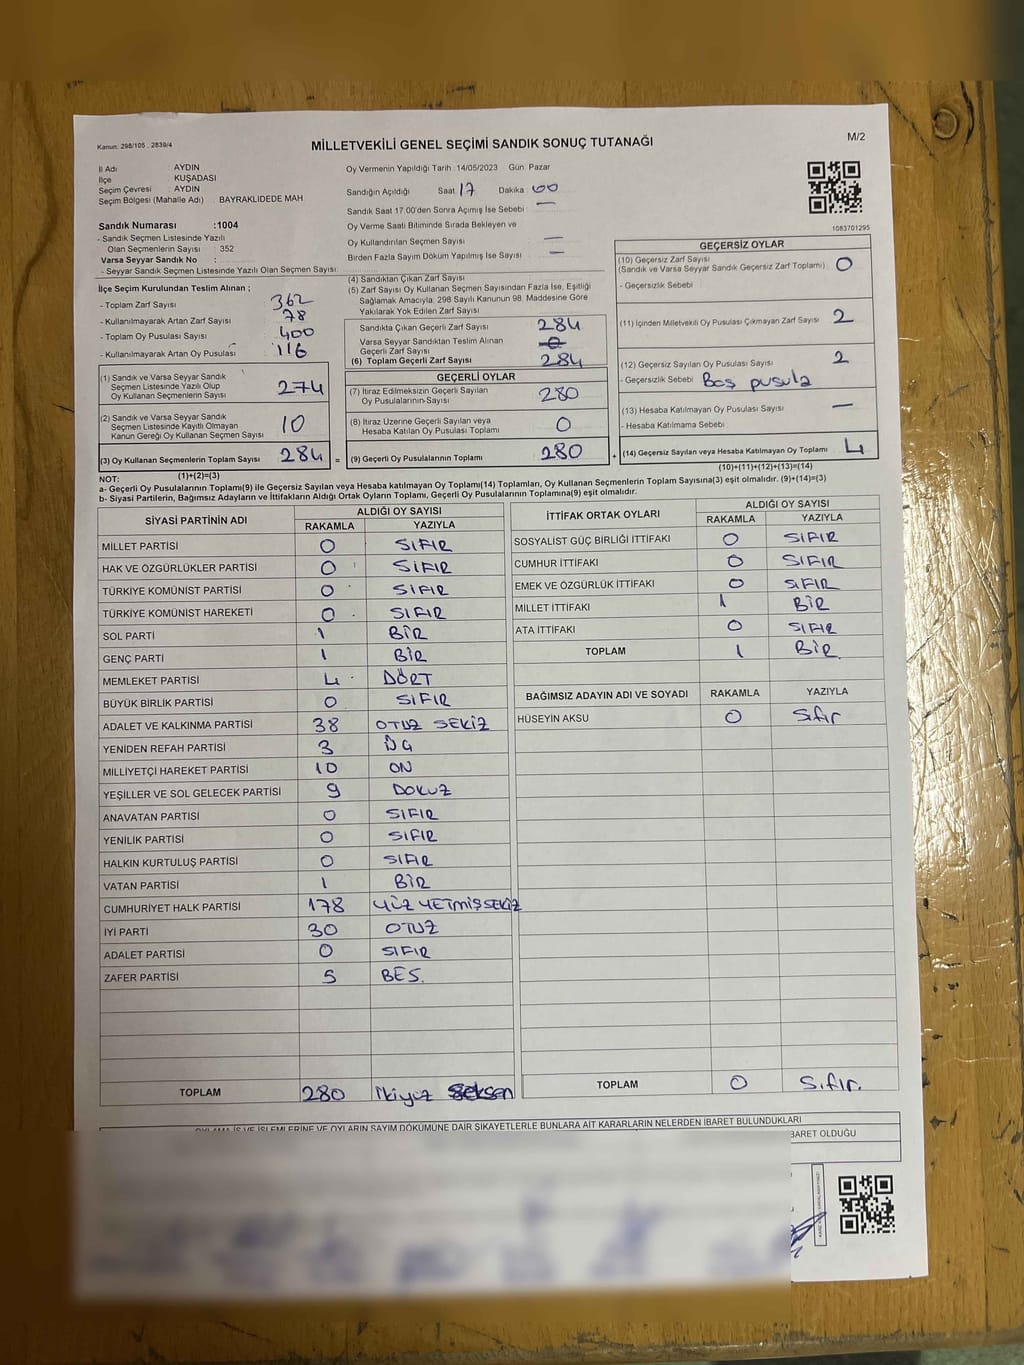 Kanun: 298/105 , 2839/4
MİLLETVEKİLİ GENEL SEÇİMİ SANDIK SONUÇ TUTANAĞI
M/2
İl Adı AYDIN
İlçe KUŞADASI
Seçim Çevresi : AYDIN
Seçim Bölgesi (Mahalle Adı) BAYRAKLIDEDE MAH
Oy Vermenin Yapıldığı Tarih :14/05/2023 Gün: Pazar
Sandığın Açıldığı Saat 17 Dakika : 00
Sandık Saat 17.00'den Sonra Açımış İse Sebebi : —
Oy Verme Saati Bitiminde Sırada Bekleyen ve
Oy Kullandırılan Seçmen Sayısı —
Birden Fazla Sayım Döküm Yapılmış İse Sayısı : —
1083701295
Sandık Numarası :1004
- Sandık Seçmen Listesinde Yazılı
Olan Seçmenlerin Sayısı : 352
Varsa Seyyar Sandık No :
- Seyyar Sandık Seçmen Listesinde Yazılı Olan Seçmen Sayısı:
İlçe Seçim Kurulundan Teslim Alınan ;
- Toplam Zarf Sayısı 362
- Kullanılmayarak Artan Zarf Sayısı : 78
- Toplam Oy Pusulası Sayısı 400
- Kullanılmayarak Artan Oy Pusulası : 116
(1) Sandık ve Varsa Seyyar Sandık
Seçmen Listesinde Yazılı Olup
Oy Kullanan Seçmenlerin Sayısı 274
(2) Sandık ve Varsa Seyyar Sandık
Seçmen Listesinde Kayıtlı Olmayan
Kanun Gereği Oy Kullanan Seçmen Sayısı 10
(3) Oy Kullanan Seçmenlerin Toplam Sayısı 284 =
(1)+(2)=(3)
(4) Sandıktan Çıkan Zarf Sayısı
(5) Zarf Sayısı Oy Kullanan Seçmen Sayısından Fazla İse, Eşitliği
Sağlamak Amacıyla, 298 Sayılı Kanunun 98. Maddesine Göre
Yakılarak Yok Edilen Zarf Sayısı
Sandıkta Çıkan Geçerli Zarf Sayısı 284
Varsa Seyyar Sandıktan Teslim Alınan
Geçerli Zarf Sayısı
(6) Toplam Geçerli Zarf Sayısı 284
GEÇERLİ OYLAR
(7) İtiraz Edilmeksizin Geçerli Sayılan
Oy Pusulalarının Sayısı 280
(8) İtiraz Üzerine Geçerli Sayılan veya
Hesaba Katılan Oy Pusulası Toplamı 0
(9) Geçerli Oy Pusulalarının Toplamı 280 +
GEÇERSİZ OYLAR
(10) Geçersiz Zarf Sayısı
(Sandık ve Varsa Seyyar Sandık Geçersiz Zarf Toplamı) 0
- Geçersizlik Sebebi :
(11) İçinden Milletvekili Oy Pusulası Çıkmayan Zarf Sayısı : 2
(12) Geçersiz Sayılan Oy Pusulası Sayısı 2
- Geçersizlik Sebebi Boş pusula
(13) Hesaba Katılmayan Oy Pusulası Sayısı —
- Hesaba Katılmama Sebebi :
(14) Geçersiz Sayılan veya Hesaba Katılmayan Oy Toplamı 4
(10)+(11)+(12)+(13)=(14)
NOT:
a- Geçerli Oy Pusulalarının Toplamı(9) ile Geçersiz Sayılan veya Hesaba Katılmayan Oy Toplamı(14) Toplamları, Oy Kullanan Seçmenlerin Toplam Sayısına(3) eşit olmalıdır. (9)+(14)=(3)
b- Siyasi Partilerin, Bağımsız Adayların ve İttifakların Aldığı Ortak Oyların Toplamı, Geçerli Oy Pusulalarının Toplamına(9) eşit olmalıdır.
SİYASİ PARTİNİN ADI ALDIĞI OY SAYISI
RAKAMLA YAZIYLA
MİLLET PARTİSİ 0 SIFIR
HAK VE ÖZGÜRLÜKLER PARTİSİ 0 SIFIR
TÜRKİYE KOMÜNİST PARTİSİ 0 SIFIR
TÜRKİYE KOMÜNİST HAREKETİ 0 SIFIR
SOL PARTİ 1 BİR
GENÇ PARTİ 1 BİR
MEMLEKET PARTİSİ 4 DÖRT
BÜYÜK BİRLİK PARTİSİ 0 SIFIR
ADALET VE KALKINMA PARTİSİ 38 OTUZ SEKİZ
YENİDEN REFAH PARTİSİ 3 ÜÇ
MİLLİYETÇİ HAREKET PARTİSİ 10 ON
YEŞİLLER VE SOL GELECEK PARTİSİ 9 DOKUZ
ANAVATAN PARTİSİ 0 SIFIR
YENİLİK PARTİSİ 0 SIFIR
HALKIN KURTULUŞ PARTİSİ 0 SIFIR
VATAN PARTİSİ 1 BİR
CUMHURİYET HALK PARTİSİ 178 YÜZ YETMİŞSEKİZ
İYİ PARTİ 30 OTUZ
ADALET PARTİSİ 0 SIFIR
ZAFER PARTİSİ 5 BEŞ.
TOPLAM 280 İkiyüz seksen
İTTİFAK ORTAK OYLARI ALDIĞI OY SAYISI
RAKAMLA YAZIYLA
SOSYALİST GÜÇ BİRLİĞİ İTTİFAKI 0 SIFIR
CUMHUR İTTİFAKI 0 SIFIR
EMEK VE ÖZGÜRLÜK İTTİFAKI 0 SIFIR
MİLLET İTTİFAKI 1 BİR
ATA İTTİFAKI 0 SIFIR
TOPLAM 1 BİR
BAĞIMSIZ ADAYIN ADI VE SOYADI RAKAMLA YAZIYLA
HÜSEYİN AKSU 0 Sıfır
TOPLAM 0 Sıfır.
OYLAMA İŞ VE İŞLEMLERİNE VE OYLARIN SAYIM DÖKÜMÜNE DAİR ŞİKAYETLERLE BUNLARA AİT KARARLARIN NELERDEN İBARET BULUNDUKLARI
BARET OLDUĞU